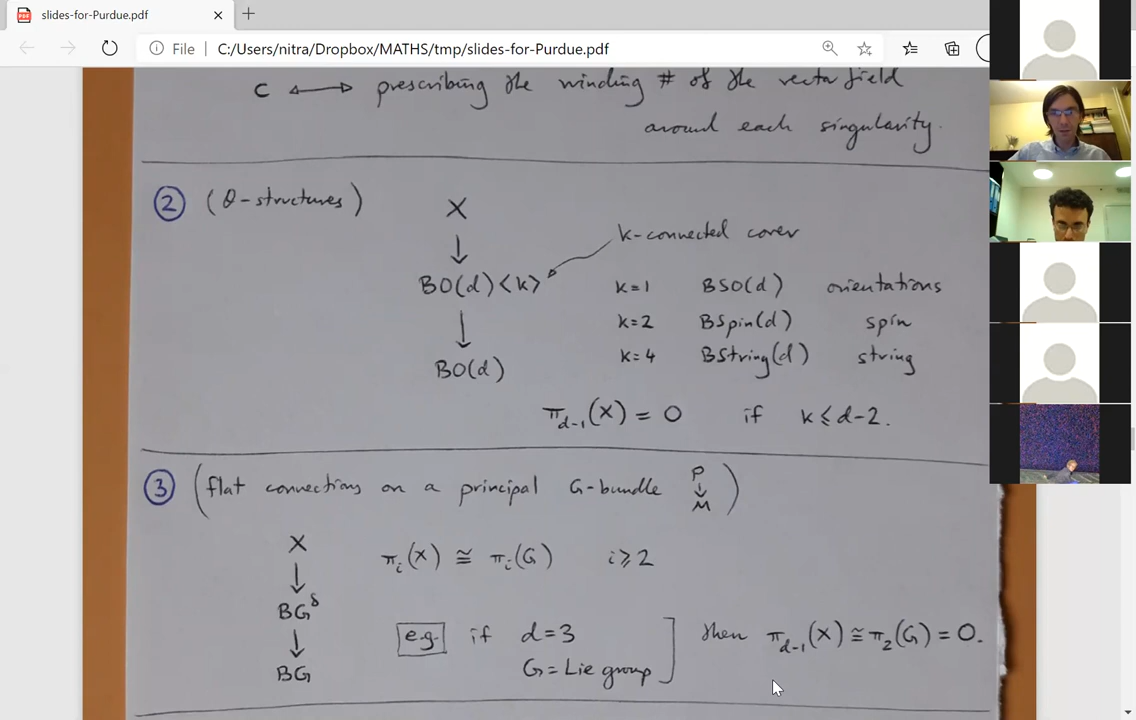 slides-for-Purdue.pdf
File | C:/Users/nitra/Dropbox/MATHS/tmp/slides-for-Purdue.pdf
C ⟷ prescribing the winding # of the vector field
around each singularity.
② (θ-structures)
X
↓
k-connected cover
BO(d)<k>
k=1 BSO(d) orientations
k=2 BSpin(d) spin
↓
k=4 BString(d) string
BO(d)
π_{d-1}(X) = 0 if k ≤ d-2.
③ (flat connections on a principal G-bundle P ↓ M)
X
↓
π_i(X) ≅ π_i(G) i ≥ 2
BG^δ
↓
BG
e.g. if d=3
G = Lie group ] then π_{d-1}(X) ≅ π_2(G) = 0.